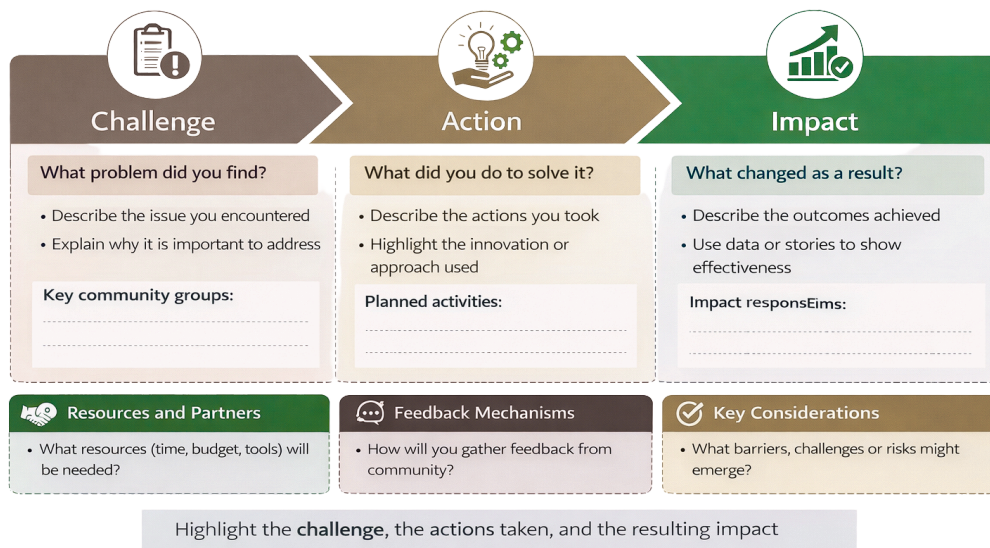 Challenge
Action
Impact
What problem did you find?
• Describe the issue you encountered
• Explain why it is important to address
Key community groups:
What did you do to solve it?
• Describe the actions you took
• Highlight the innovation or
approach used
Planned activities:
What changed as a result?
• Describe the outcomes achieved
• Use data or stories to show
effectiveness
Impact responsEims:
Resources and Partners
• What resources (time, budget, tools) will
be needed?
Feedback Mechanisms
• How will you gather feedback from
community?
Key Considerations
• What barriers, challenges or risks might
emerge?
Highlight the challenge, the actions taken, and the resulting impact